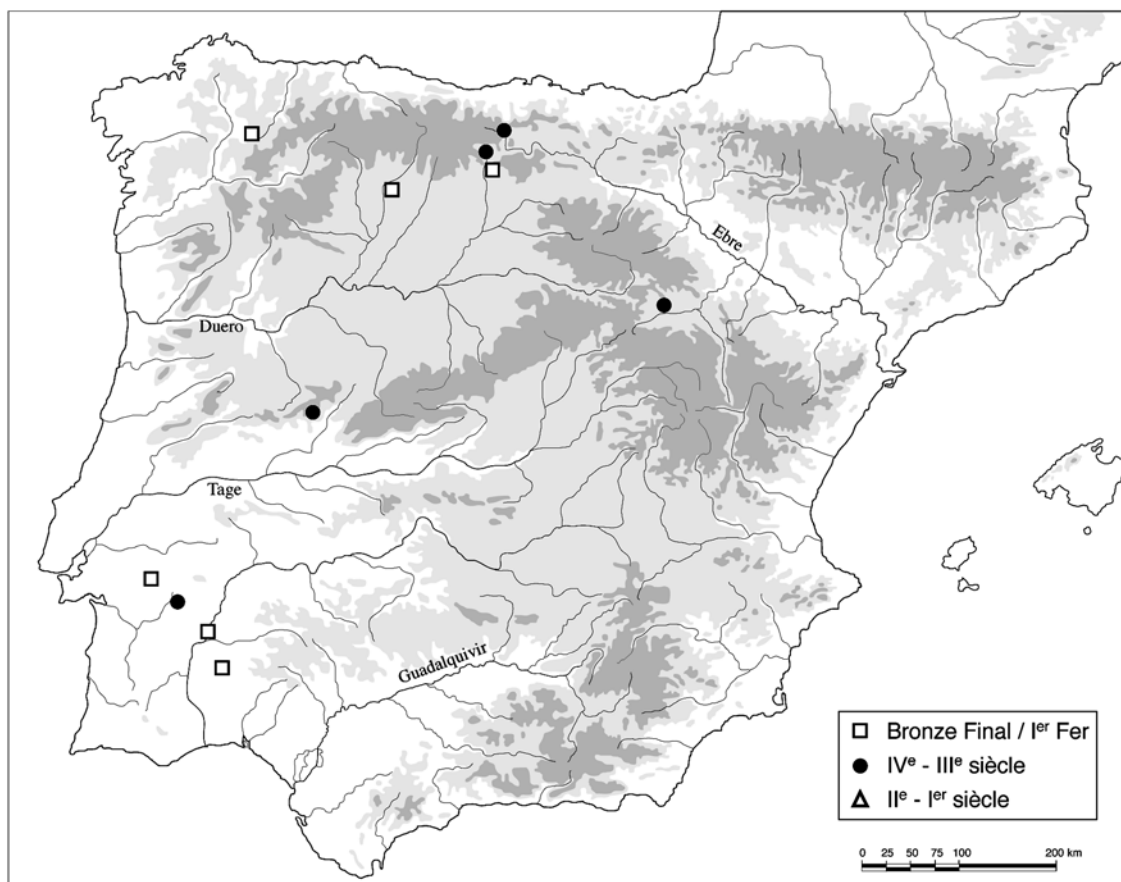 Ebre
Duero
Tage
Guadalquivir
Bronze Final / Iᵉʳ Fer
IVᵉ - IIIᵉ siècle
IIᵉ - Iᵉʳ siècle
0 25 50 75 100 200 km